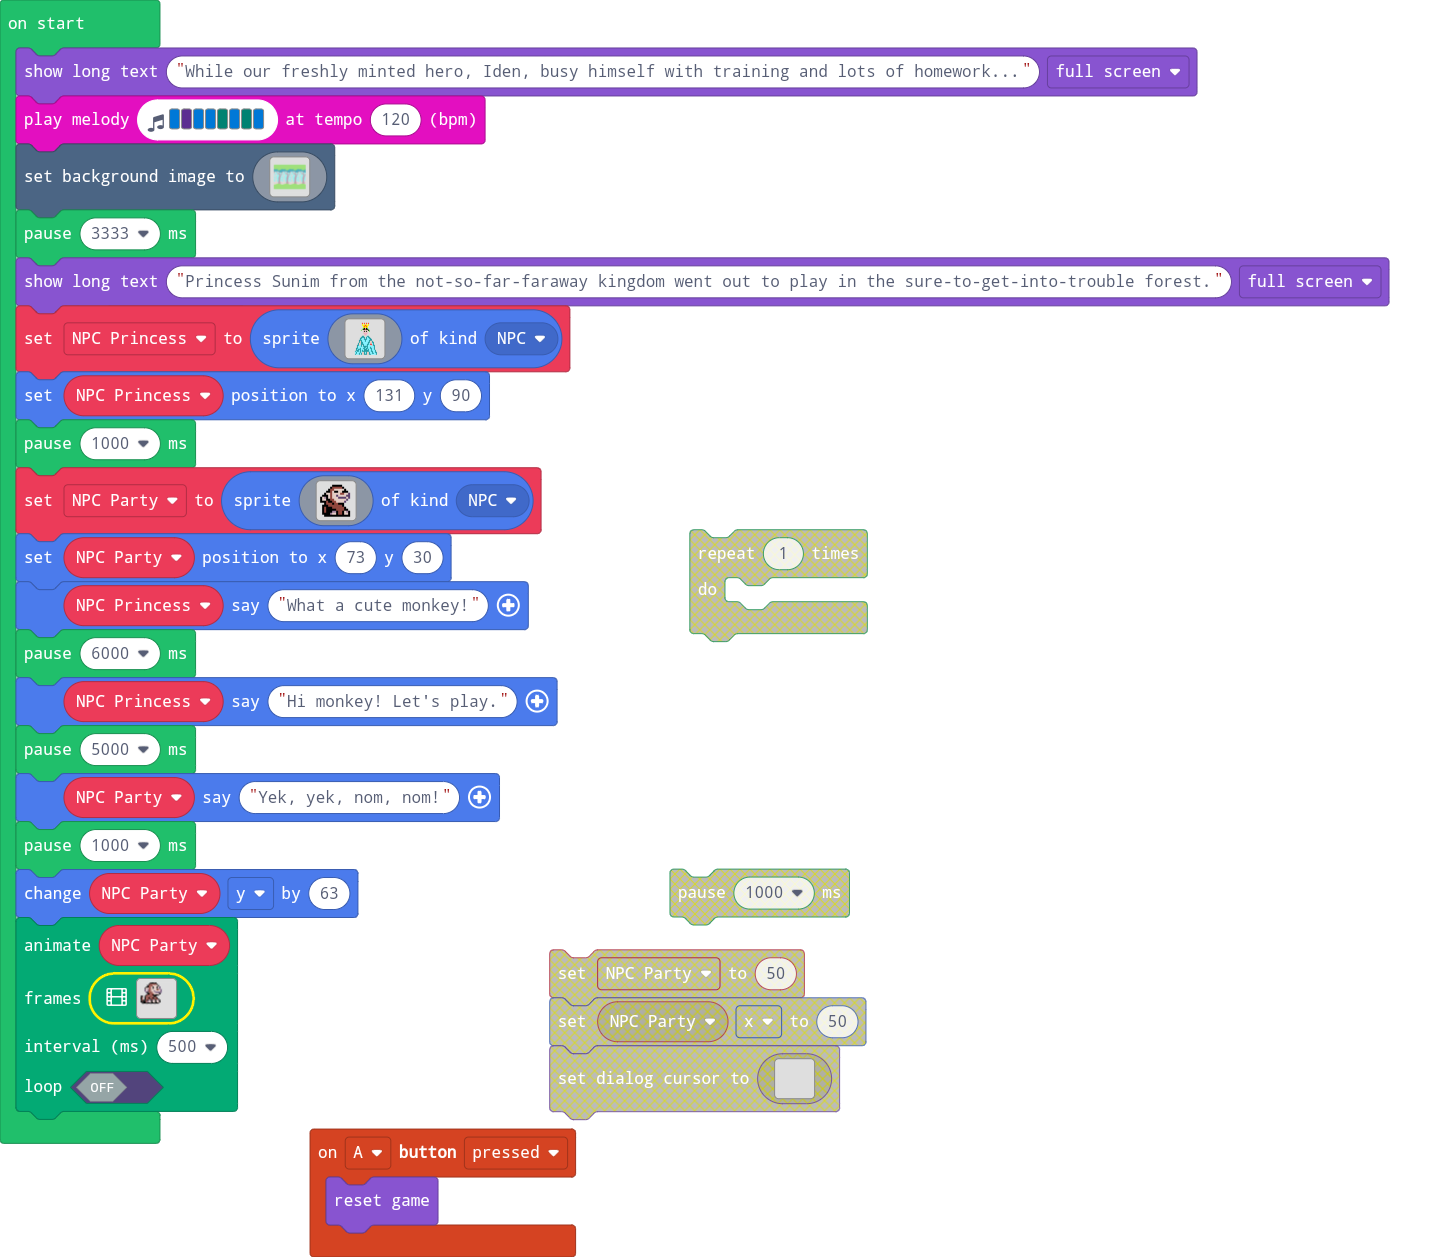 on start
show long text "While our freshly minted hero, Iden, busy himself with training and lots of homework..." full screen
play melody at tempo 120 (bpm)
set background image to
pause 3333 ms
show long text "Princess Sunim from the not-so-far-faraway kingdom went out to play in the sure-to-get-into-trouble forest." full screen
set NPC Princess to sprite of kind NPC
set NPC Princess position to x 131 y 90
pause 1000 ms
set NPC Party to sprite of kind NPC
set NPC Party position to x 73 y 30
NPC Princess say "What a cute monkey!"
pause 6000 ms
NPC Princess say "Hi monkey! Let's play."
pause 5000 ms
NPC Party say "Yek, yek, nom, nom!"
pause 1000 ms
change NPC Party y by 63
animate NPC Party
frames
interval (ms) 500
loop OFF
repeat 1 times
do
pause 1000 ms
set NPC Party to 50
set NPC Party x to 50
set dialog cursor to
on A button pressed
reset game